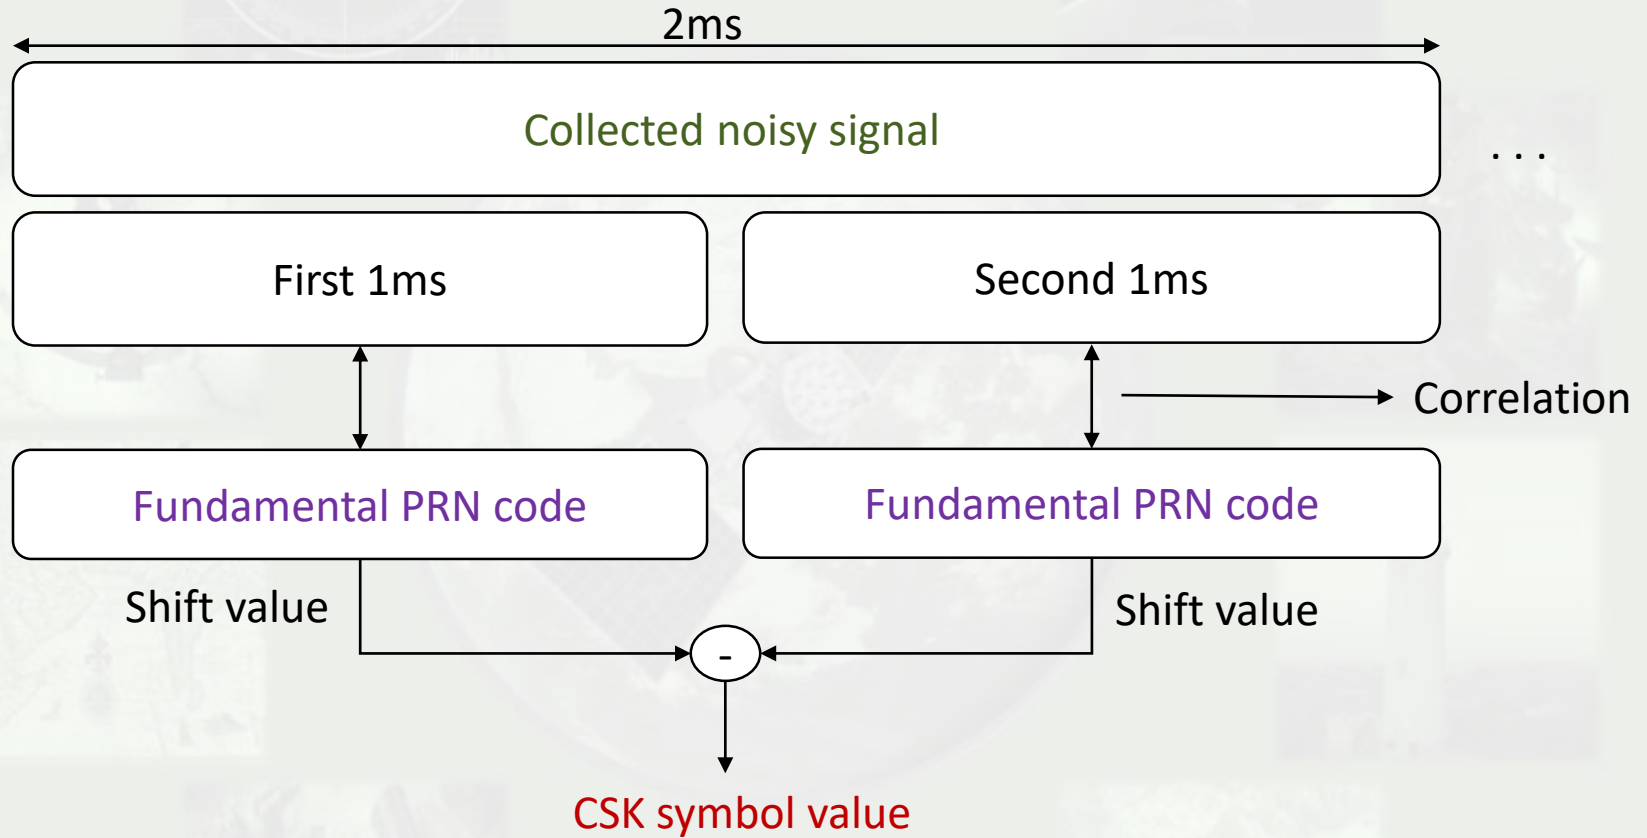 2ms
Collected noisy signal
. . .
First 1ms
Second 1ms
Correlation
Fundamental PRN code
Fundamental PRN code
Shift value
Shift value
-
CSK symbol value